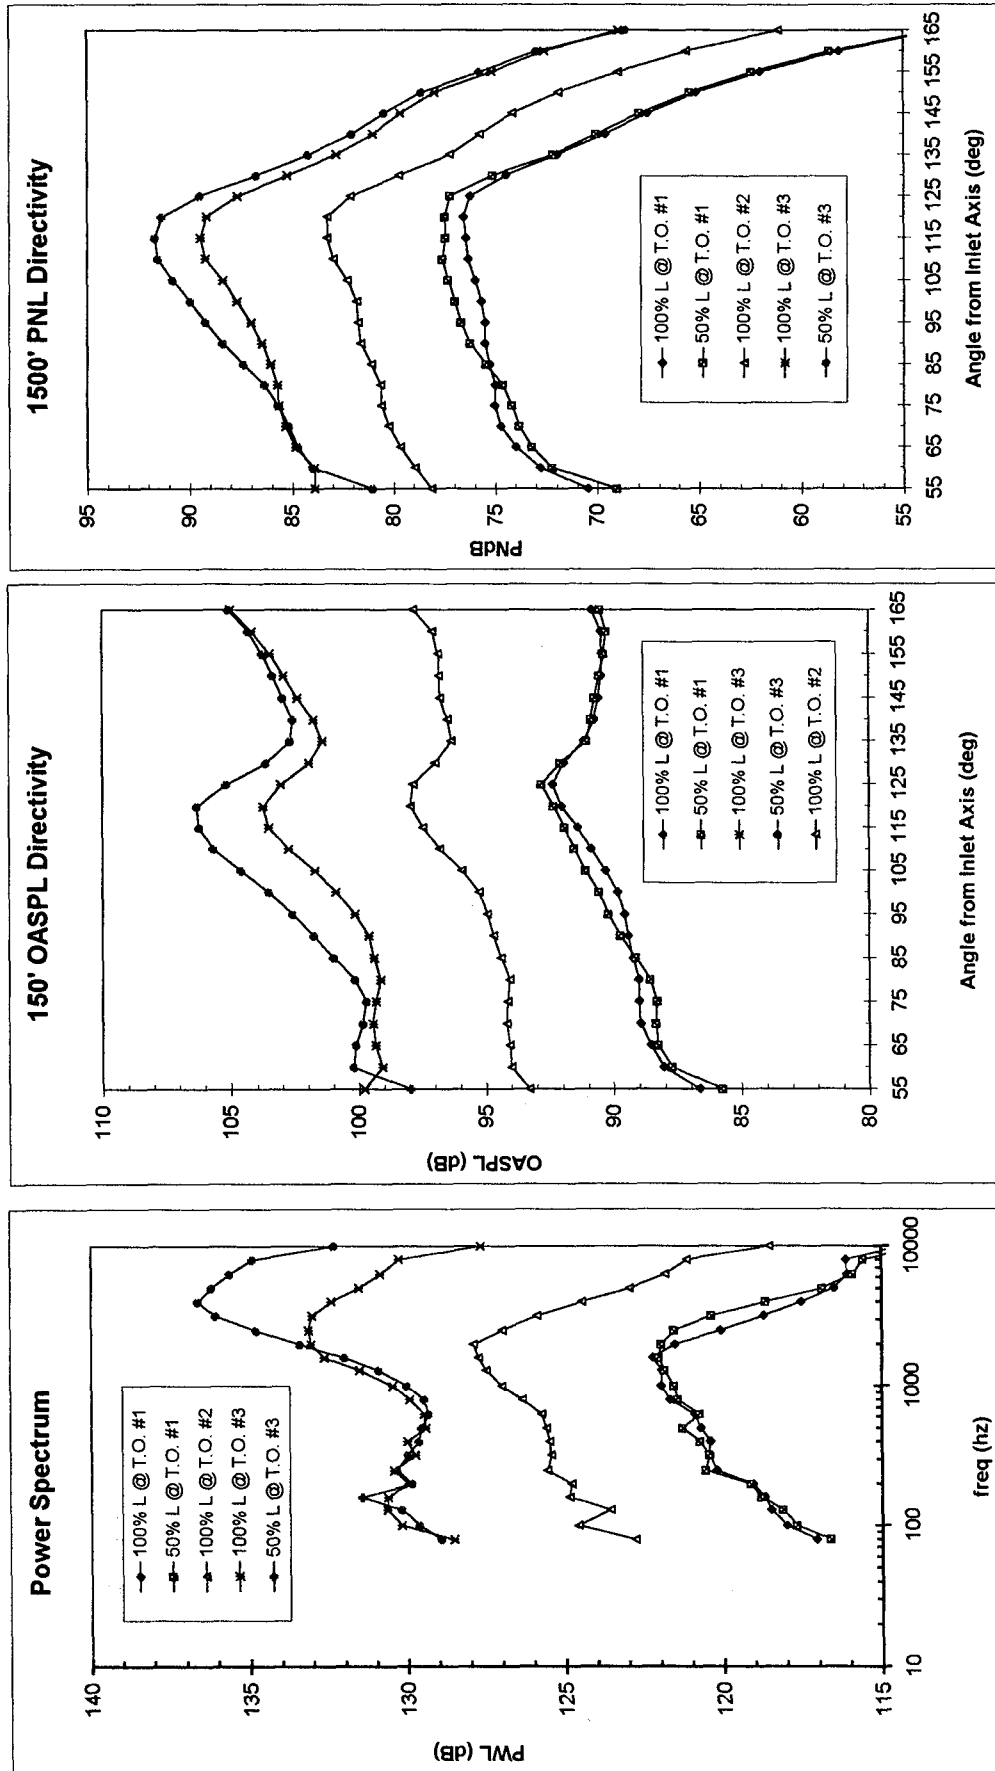 Power Spectrum
140
135
130
125
120
115
PWL (dB)
10
100
1000
10000
freq (hz)
100% L @ T.O. #1
50% L @ T.O. #1
100% L @ T.O. #2
100% L @ T.O. #3
50% L @ T.O. #3
150' OASPL Directivity
110
105
100
95
90
85
80
OASPL (dB)
55 65 75 85 95 105 115 125 135 145 155 165
Angle from Inlet Axis (deg)
100% L @ T.O. #1
50% L @ T.O. #1
100% L @ T.O. #3
50% L @ T.O. #3
100% L @ T.O. #2
1500' PNL Directivity
95
90
85
80
75
70
65
60
55
PNdB
55 65 75 85 95 105 115 125 135 145 155 165
Angle from Inlet Axis (deg)
100% L @ T.O. #1
50% L @ T.O. #1
100% L @ T.O. #2
100% L @ T.O. #3
50% L @ T.O. #3